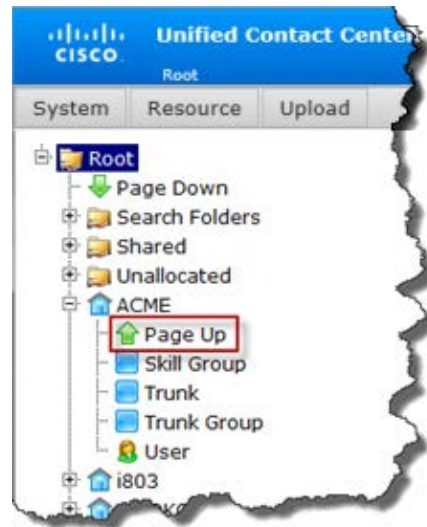 CISCO
Unified Contact Center
Root
System Resource Upload
Root
Page Down
Search Folders
Shared
Unallocated
ACME
Page Up
Skill Group
Trunk
Trunk Group
User
i803